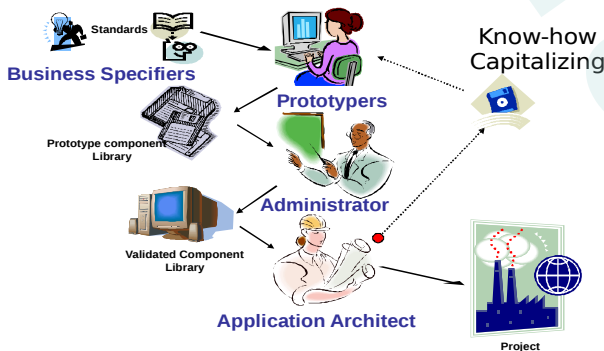 Standards
Know-how
Capitalizing
Business Specifiers
Prototypers
Prototype component
Library
Administrator
Validated Component
Library
Application Architect
Project